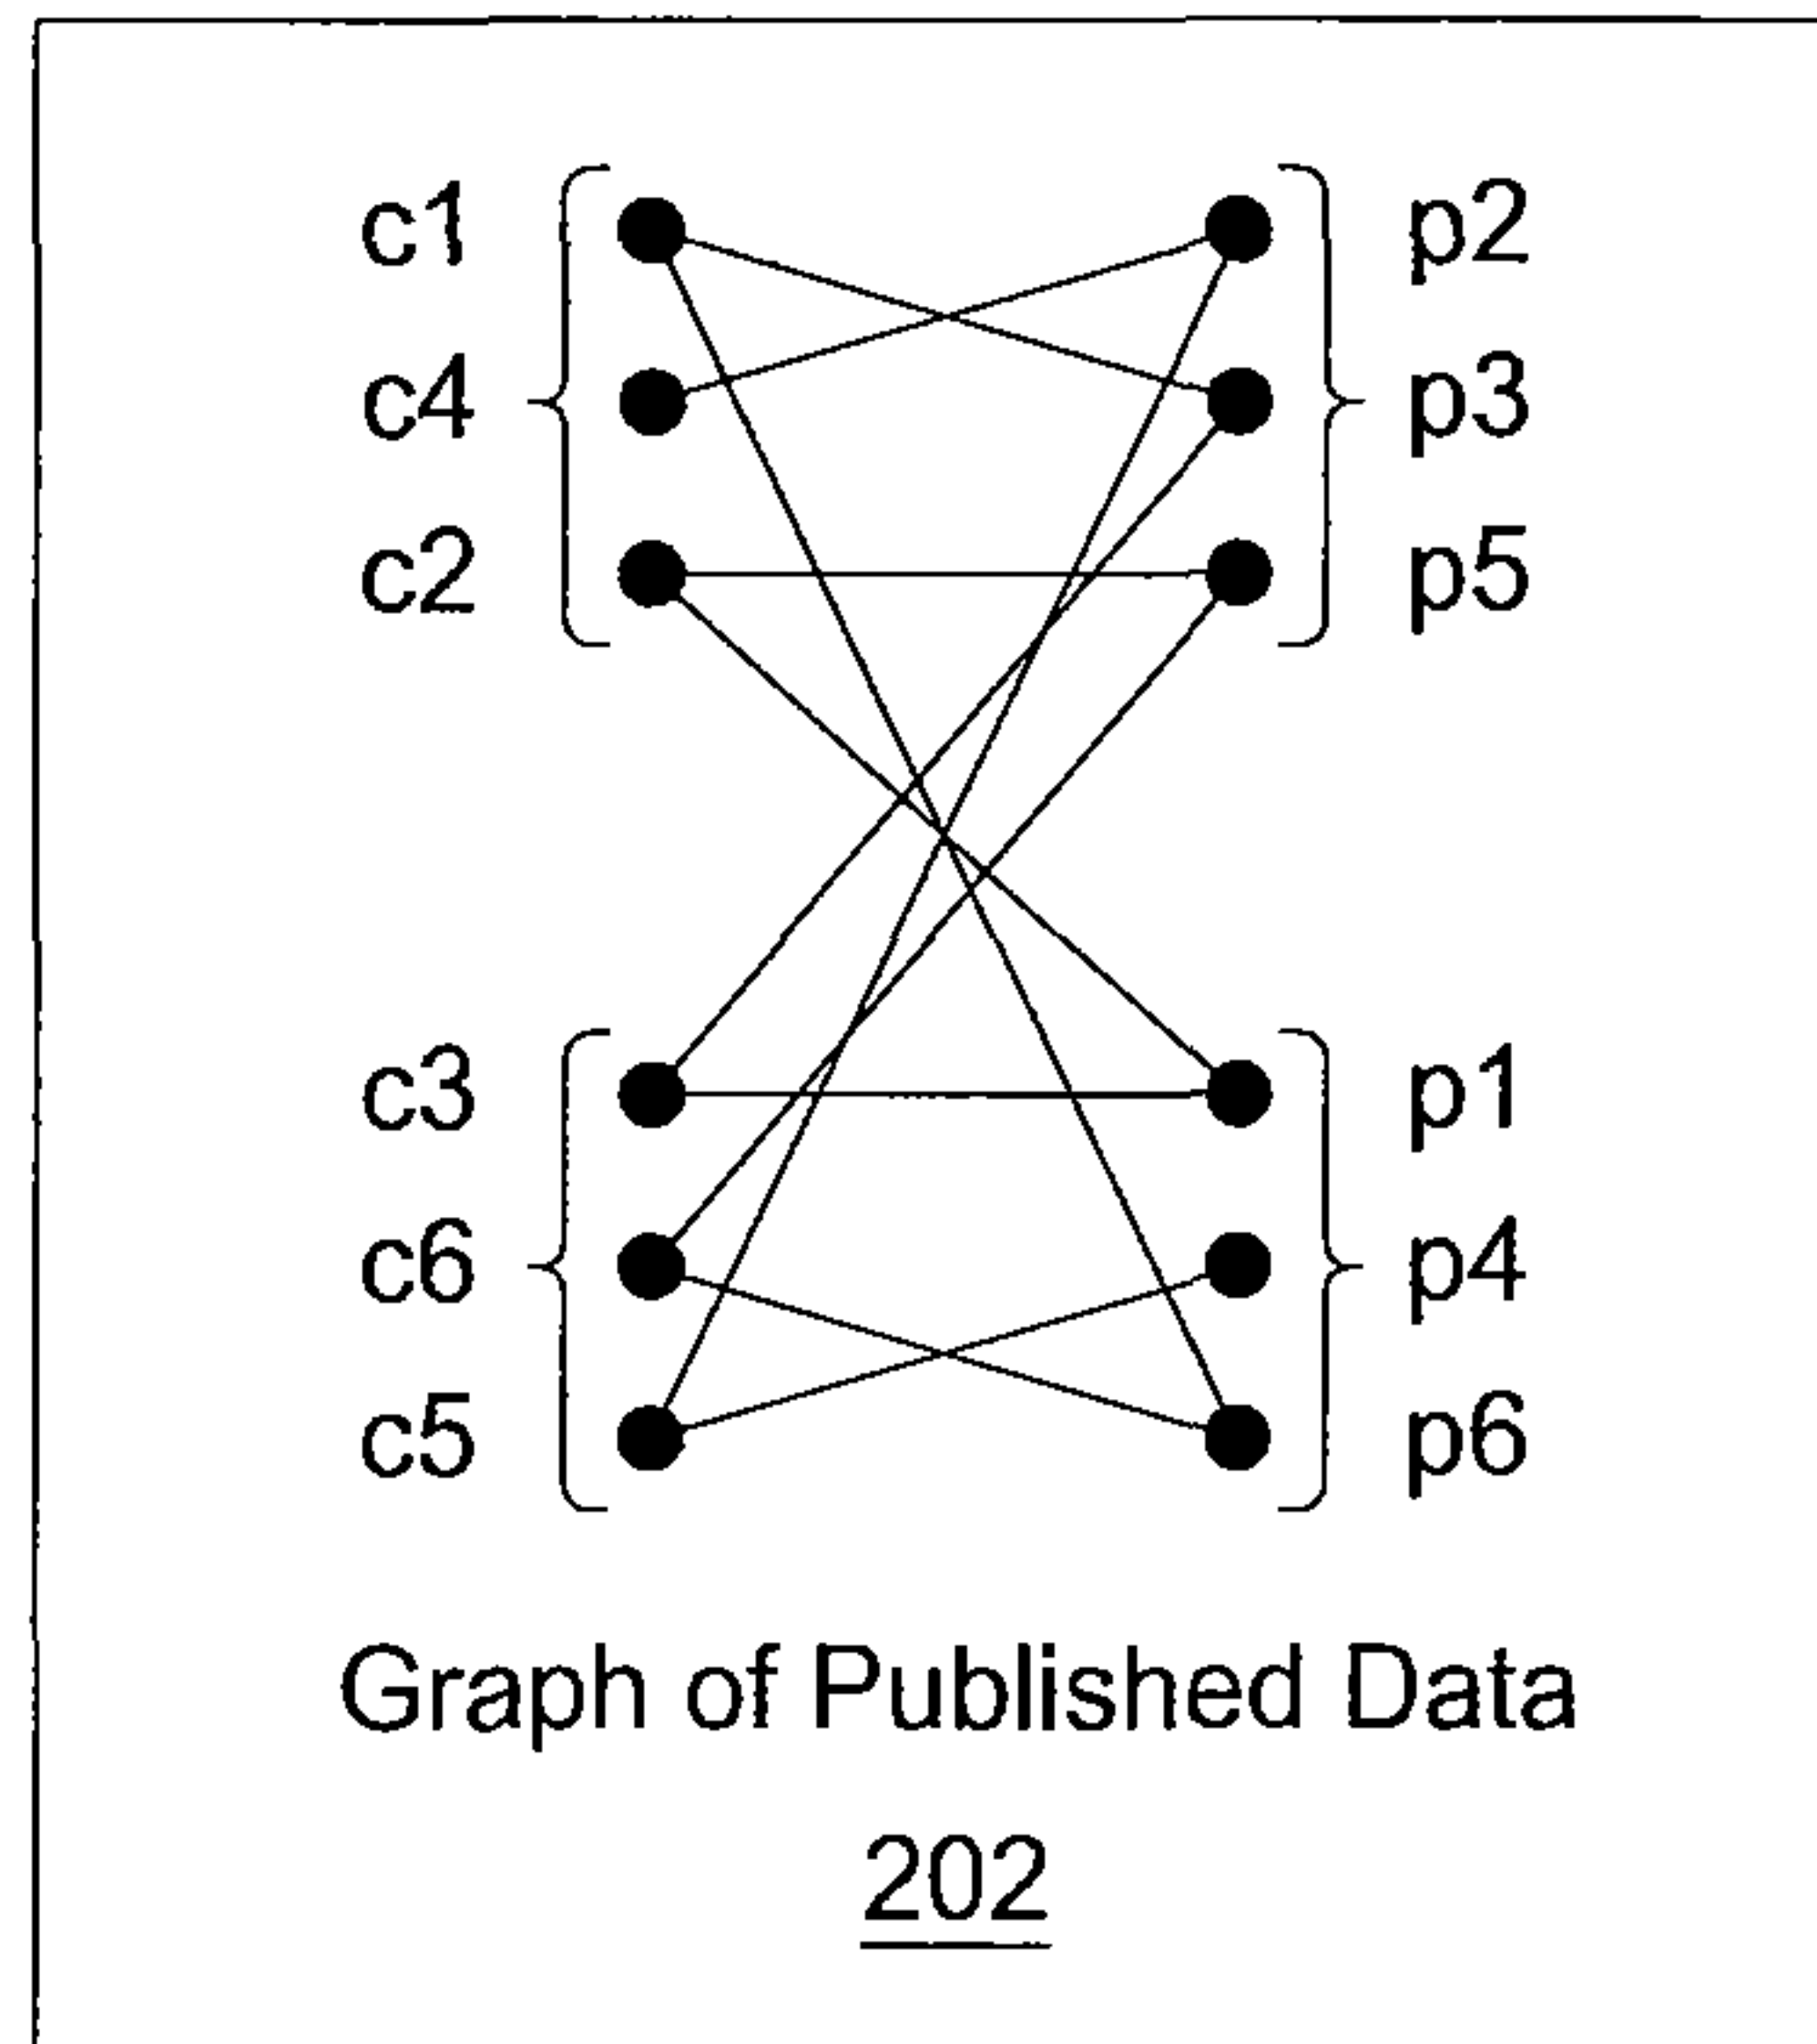 c1 p2
c4 p3
c2 p5
c3 p1
c6 p4
c5 p6
Graph of Published Data
202